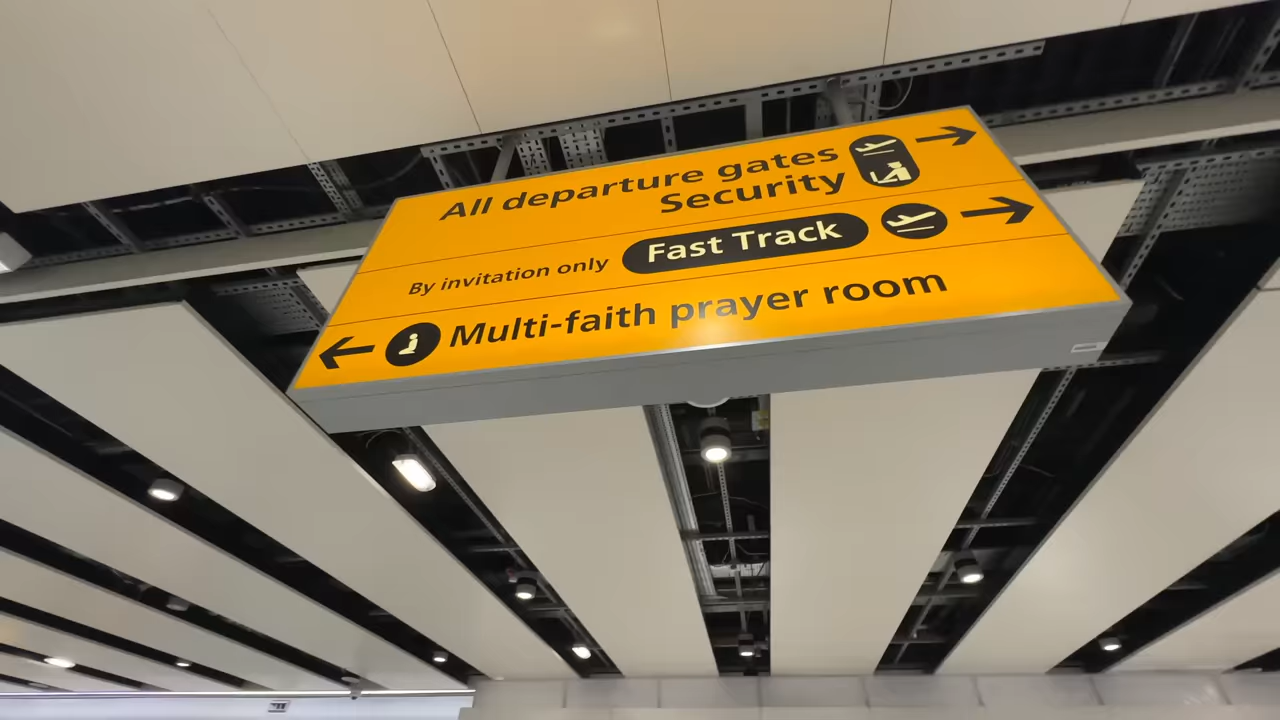 All departure gates
Security
By invitation only Fast Track
Multi-faith prayer room